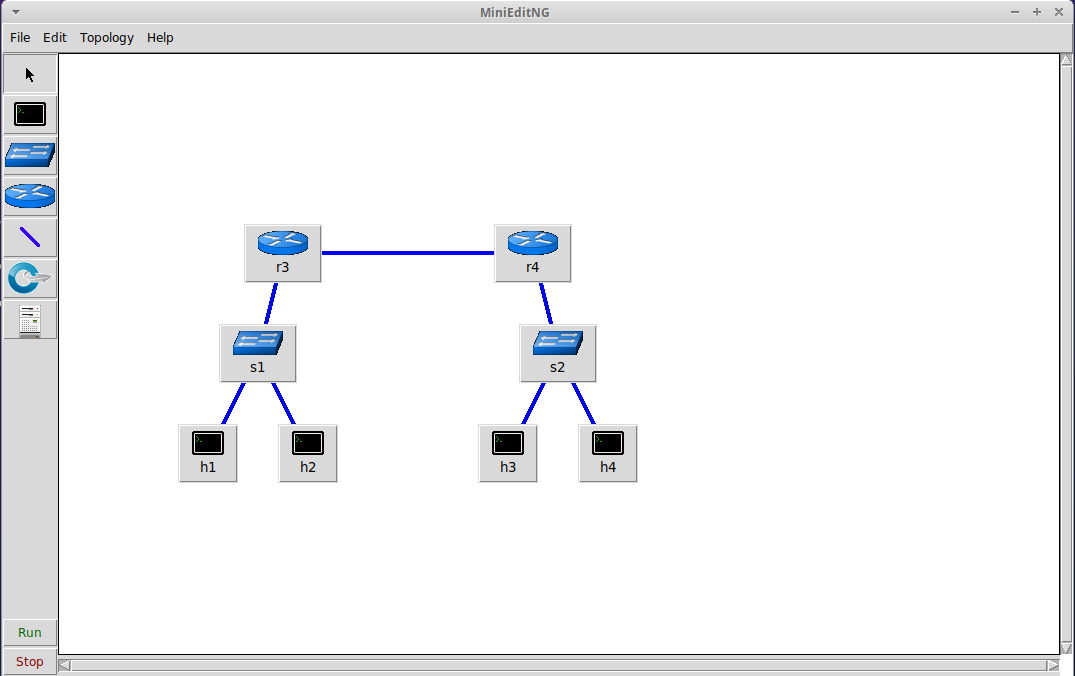 MiniEditNG
File Edit Topology Help
r3 r4
s1 s2
h1 h2 h3 h4
Run
Stop